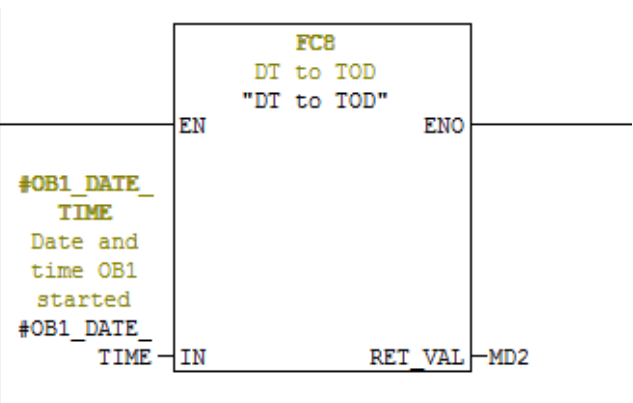 FC8
DT to TOD
"DT to TOD"
EN ENO
#OB1_DATE_
TIME
Date and
time OB1
started
#OB1_DATE_
TIME IN RET_VAL MD2